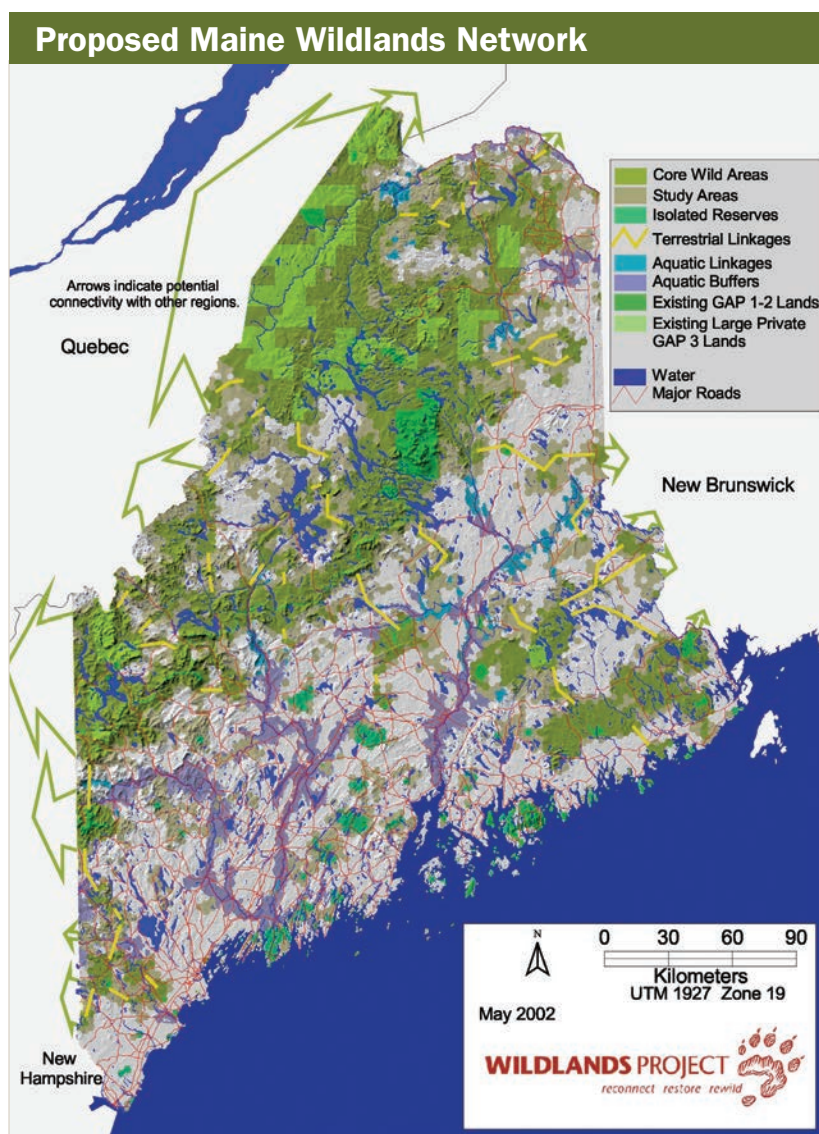 Proposed Maine Wildlands Network
Core Wild Areas
Study Areas
Isolated Reserves
Terrestrial Linkages
Aquatic Linkages
Aquatic Buffers
Existing GAP 1-2 Lands
Existing Large Private
GAP 3 Lands
Water
Major Roads
Arrows indicate potential
connectivity with other regions.
Quebec
New Brunswick
New
Hampshire
N
0 30 60 90
Kilometers
UTM 1927 Zone 19
May 2002
WILDLANDS PROJECT
reconnect restore rewild